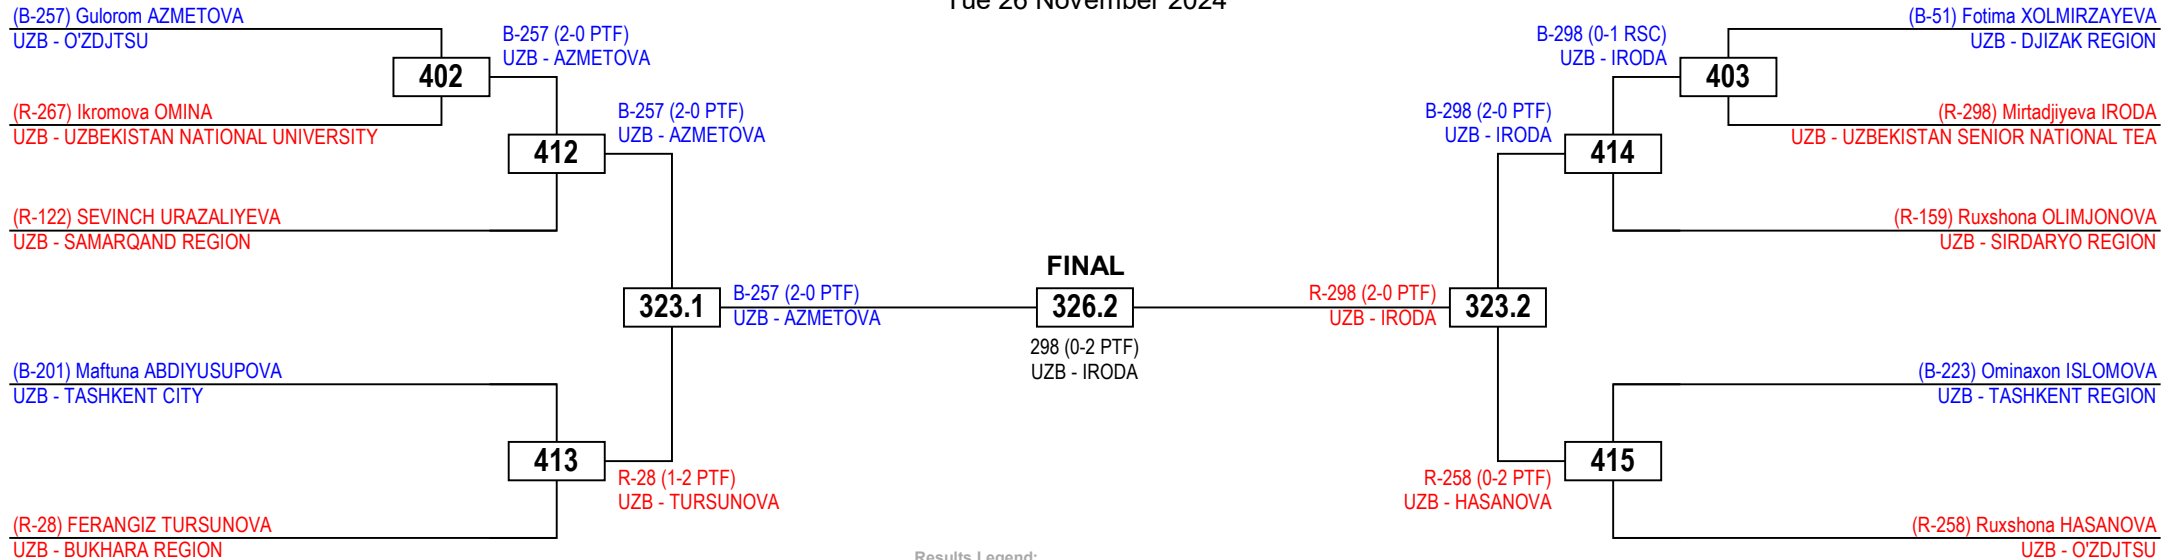 Tue 26 November 2024
(B-257) Gulorom AZMETOVA
UZB - O'ZDJTSU
402
(R-267) Ikromova OMINA
UZB - UZBEKISTAN NATIONAL UNIVERSITY
B-257 (2-0 PTF)
UZB - AZMETOVA
412
(R-122) SEVINCH URAZALIYEVA
UZB - SAMARQAND REGION
B-257 (2-0 PTF)
UZB - AZMETOVA
323.1
B-257 (2-0 PTF)
UZB - AZMETOVA
(B-201) Maftuna ABDIYUSUPOVA
UZB - TASHKENT CITY
413
(R-28) FERANGIZ TURSUNOVA
UZB - BUKHARA REGION
R-28 (1-2 PTF)
UZB - TURSUNOVA
FINAL
326.2
298 (0-2 PTF)
UZB - IRODA
(B-51) Fotima XOLMIRZAYEVA
UZB - DJIZAK REGION
B-298 (0-1 RSC)
UZB - IRODA
403
(R-298) Mirtadjiyeva IRODA
UZB - UZBEKISTAN SENIOR NATIONAL TEA
B-298 (2-0 PTF)
UZB - IRODA
414
(R-159) Ruxshona OLIMJONOVA
UZB - SIRDARYO REGION
R-298 (2-0 PTF)
UZB - IRODA
323.2
(B-223) Ominaxon ISLOMOVA
UZB - TASHKENT REGION
R-258 (0-2 PTF)
UZB - HASANOVA
415
(R-258) Ruxshona HASANOVA
UZB - O'ZDJTSU
Results Legend: